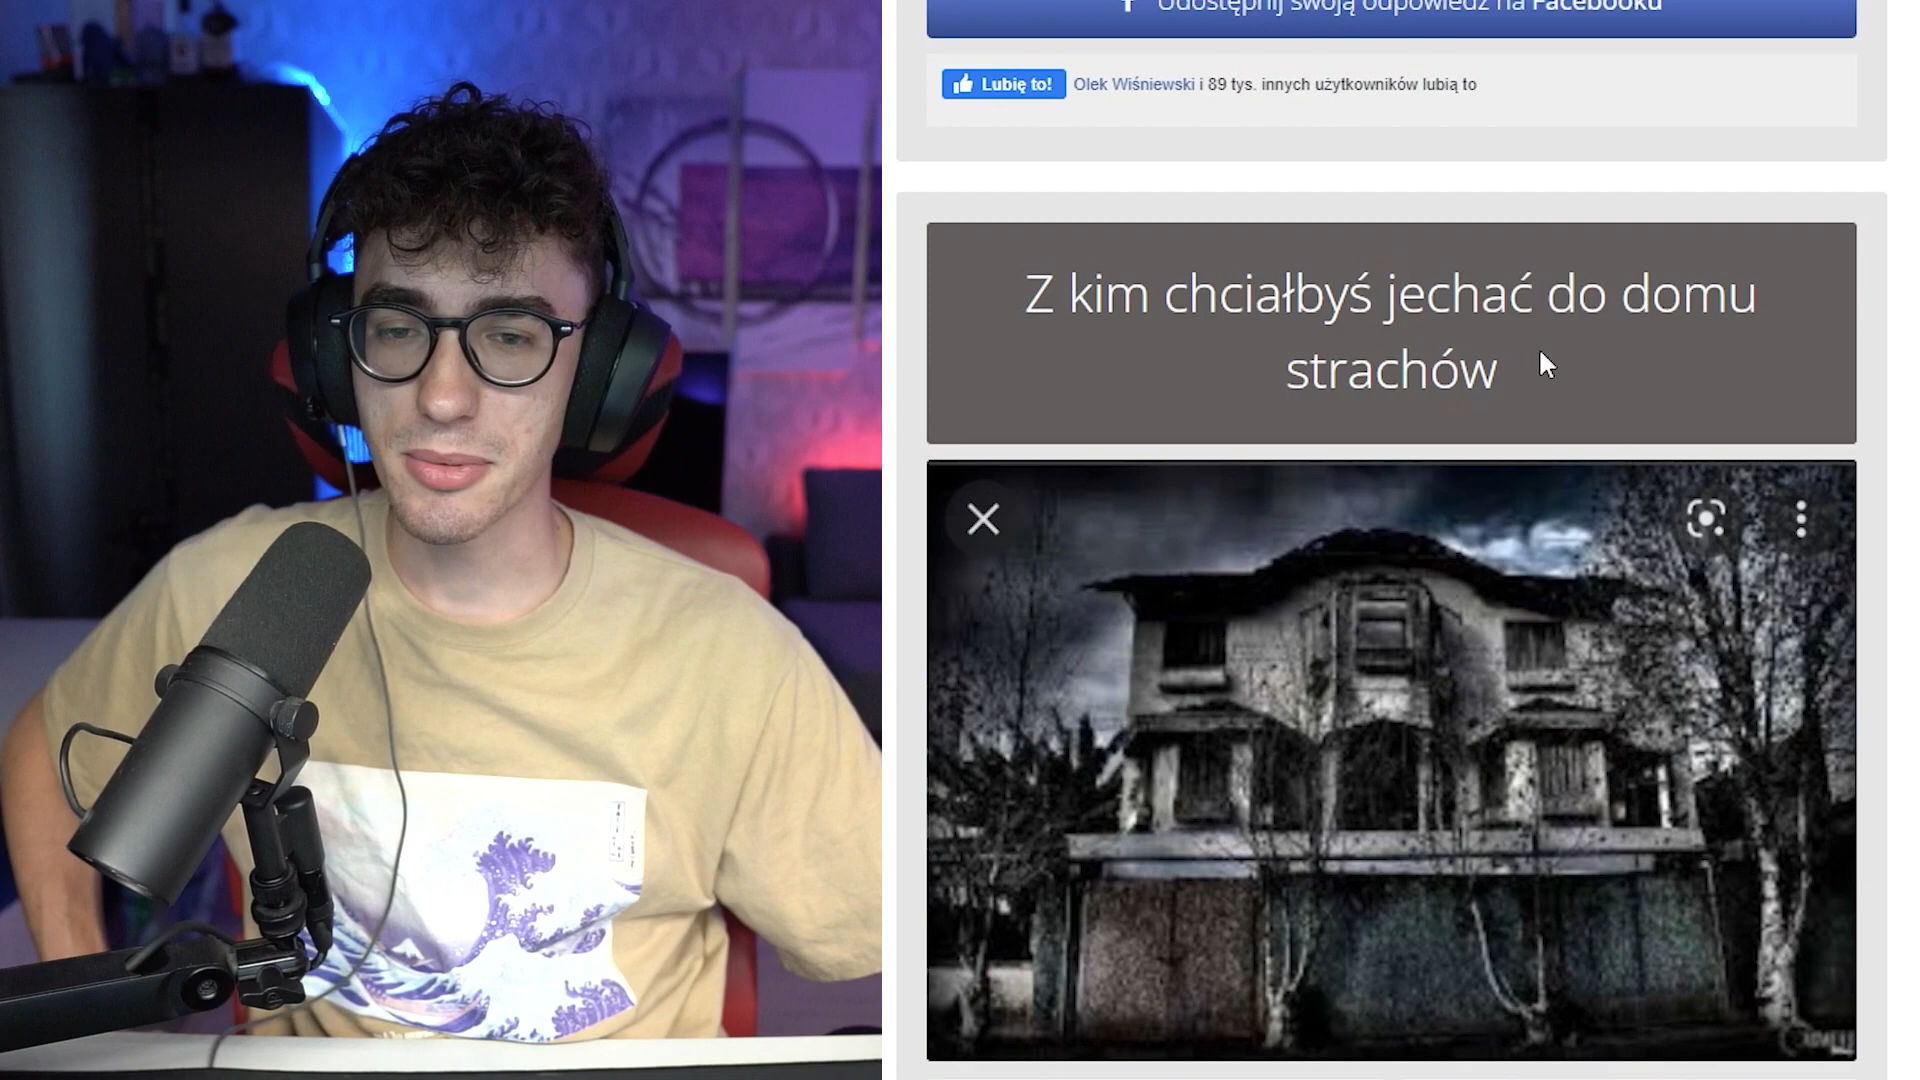 Udostępnij swoją odpowiedź na Facebooku
Lubię to! Olek Wiśniewski i 89 tys. innych użytkowników lubią to
Z kim chciałbyś jechać do domu
strachów